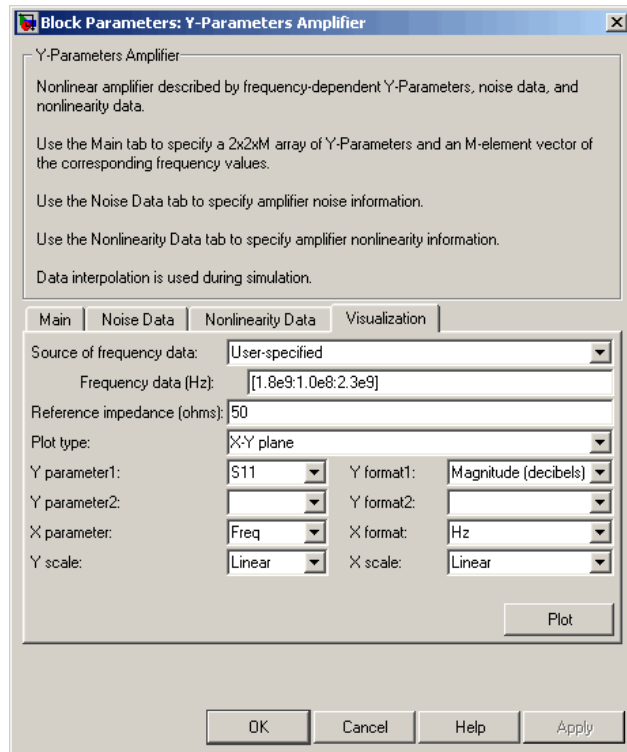 Block Parameters: Y-Parameters Amplifier
Y-Parameters Amplifier
Nonlinear amplifier described by frequency-dependent Y-Parameters, noise data, and
nonlinearity data.
Use the Main tab to specify a 2x2xM array of Y-Parameters and an M-element vector of
the corresponding frequency values.
Use the Noise Data tab to specify amplifier noise information.
Use the Nonlinearity Data tab to specify amplifier nonlinearity information.
Data interpolation is used during simulation.
Main Noise Data Nonlinearity Data Visualization
Source of frequency data: User-specified
Frequency data (Hz): [1.8e9:1.0e8:2.3e9]
Reference impedance (ohms): 50
Plot type: X-Y plane
Y parameter1: S11 Y format1: Magnitude (decibels)
Y parameter2: Y format2:
X parameter: Freq X format: Hz
Y scale: Linear X scale: Linear
Plot
OK Cancel Help Apply